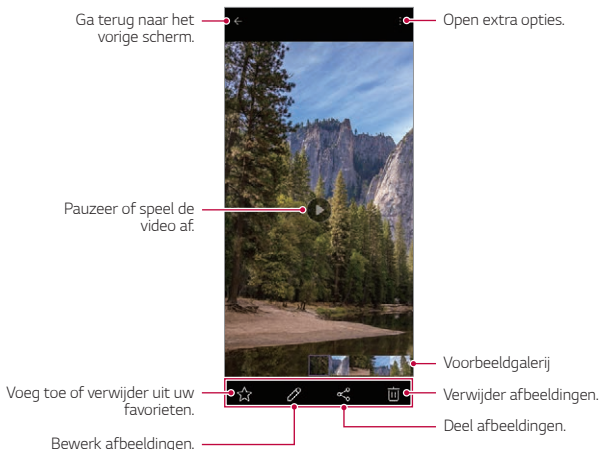 Ga terug naar het
vorige scherm.
Open extra opties.
Pauzeer of speel de
video af.
Voorbeeldgalerij
Voeg toe of verwijder uit uw
favorieten.
Verwijder afbeeldingen.
Deel afbeeldingen.
Bewerk afbeeldingen.